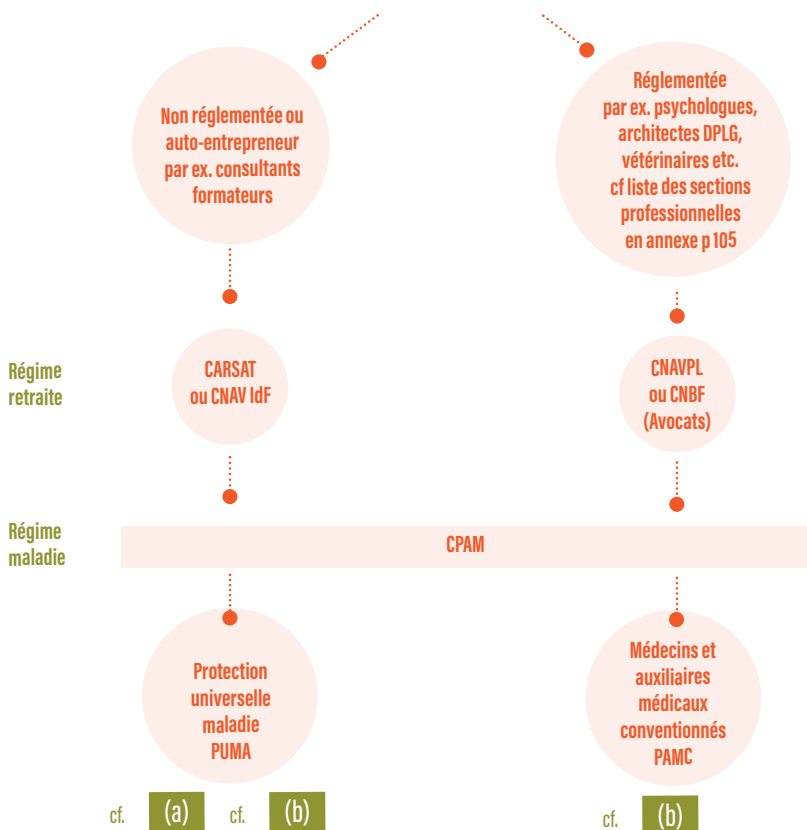 Non réglementée ou
auto-entrepreneur
par ex. consultants
formateurs
Réglementée
par ex. psychologues,
architectes DPLG,
vétérinaires etc.
cf liste des sections
professionnelles
en annexe p 105
Régime
retraite
CARSAT
ou CNAV IdF
CNAVPL
ou CNBF
(Avocats)
Régime
maladie
CPAM
Protection
universelle
maladie
PUMA
Médecins et
auxiliaires
médicaux
conventionnés
PAMC
cf. (a) cf. (b)
cf. (b)